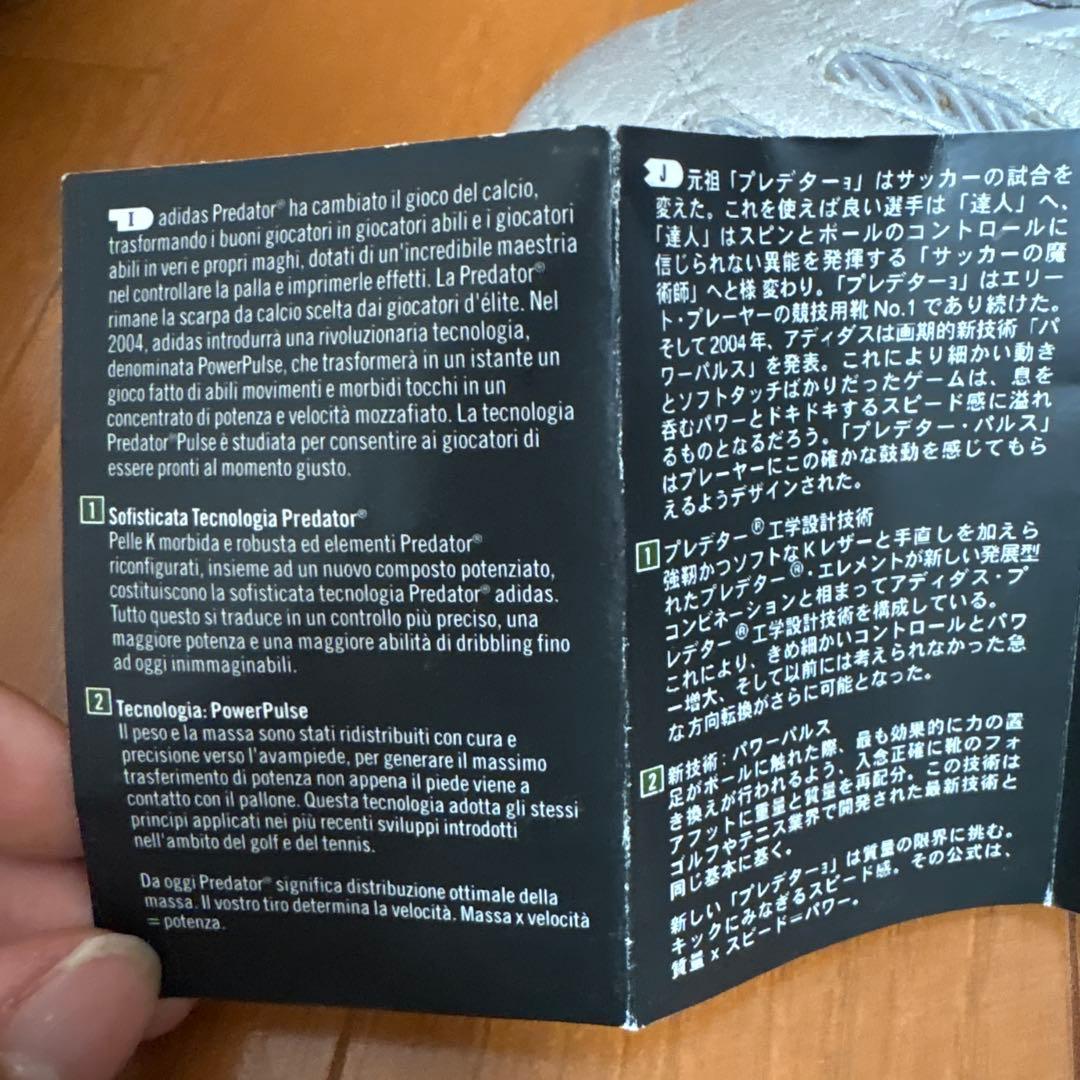 I adidas Predator® ha cambiato il gioco del calcio,
trasformando i buoni giocatori in giocatori abili e i giocatori
abili in veri e propri maghi, dotati di un'incredibile maestria
nel controllare la palla e imprimerle effetti. La Predator®
rimane la scarpa da calcio scelta dai giocatori d'élite. Nel
2004, adidas introdurrà una rivoluzionaria tecnologia,
denominata PowerPulse, che trasformerà in un istante un
gioco fatto di abili movimenti e morbidi tocchi in un
concentrato di potenza e velocità mozzafiato. La tecnologia
Predator® Pulse è studiata per consentire ai giocatori di
essere pronti al momento giusto.
1 Sofisticata Tecnologia Predator®
Pelle K morbida e robusta ed elementi Predator®
riconfigurati, insieme ad un nuovo composto potenziato,
costituiscono la sofisticata tecnologia Predator® adidas.
Tutto questo si traduce in un controllo più preciso, una
maggiore potenza e una maggiore abilità di dribbling fino
ad oggi inimmaginabili.
2 Tecnologia: PowerPulse
Il peso e la massa sono stati ridistribuiti con cura e
precisione verso l'avampiede, per generare il massimo
trasferimento di potenza non appena il piede viene a
contatto con il pallone. Questa tecnologia adotta gli stessi
principi applicati nei più recenti sviluppi introdotti
nell'ambito del golf e del tennis.
Da oggi Predator® significa distribuzione ottimale della
massa. Il vostro tiro determina la velocità. Massa x velocità
= potenza.
J 元祖「プレデターョ」はサッカーの試合を
変えた。これを使えば良い選手は「達人」へ、
「達人」はスピンとボールのコントロールに
信じられない異能を発揮する「サッカーの魔
術師」へと様変わり。「プレデターョ」はエリー
ト・プレーヤーの競技用靴No.1であり続けた。
そして2004年、アディダスは画期的新技術「パ
ワーパルス」を発表。これにより細かい動き
とソフトタッチばかりだったゲームは、息を
呑むパワーとドキドキするスピード感に溢れ
るものとなるだろう。「プレデター・パルス」
はプレーヤーにこの確かな鼓動を感じてもら
えるようデザインされた。
1 プレデター®工学設計技術
強靭かつソフトなKレザーと手直しを加えら
れたプレデター®・エレメントが新しい発展型
コンビネーションと相まってアディダス・プ
レデター®工学設計技術を構成している。
これにより、きめ細かいコントロールとパワ
ー増大、そして以前には考えられなかった急
な方向転換がさらに可能となった。
2 新技術：パワーパルス
足がボールに触れた際、最も効果的に力の置
き換えが行われるよう、入念正確に靴のフォ
アフットに重量と質量を再配分。この技術は
ゴルフやテニス業界で開発された最新技術と
同じ基本に基く。
新しい「プレデターョ」は質量の限界に挑む。
キックにみなぎるスピード感。その公式は、
質量 x スピード＝パワー。